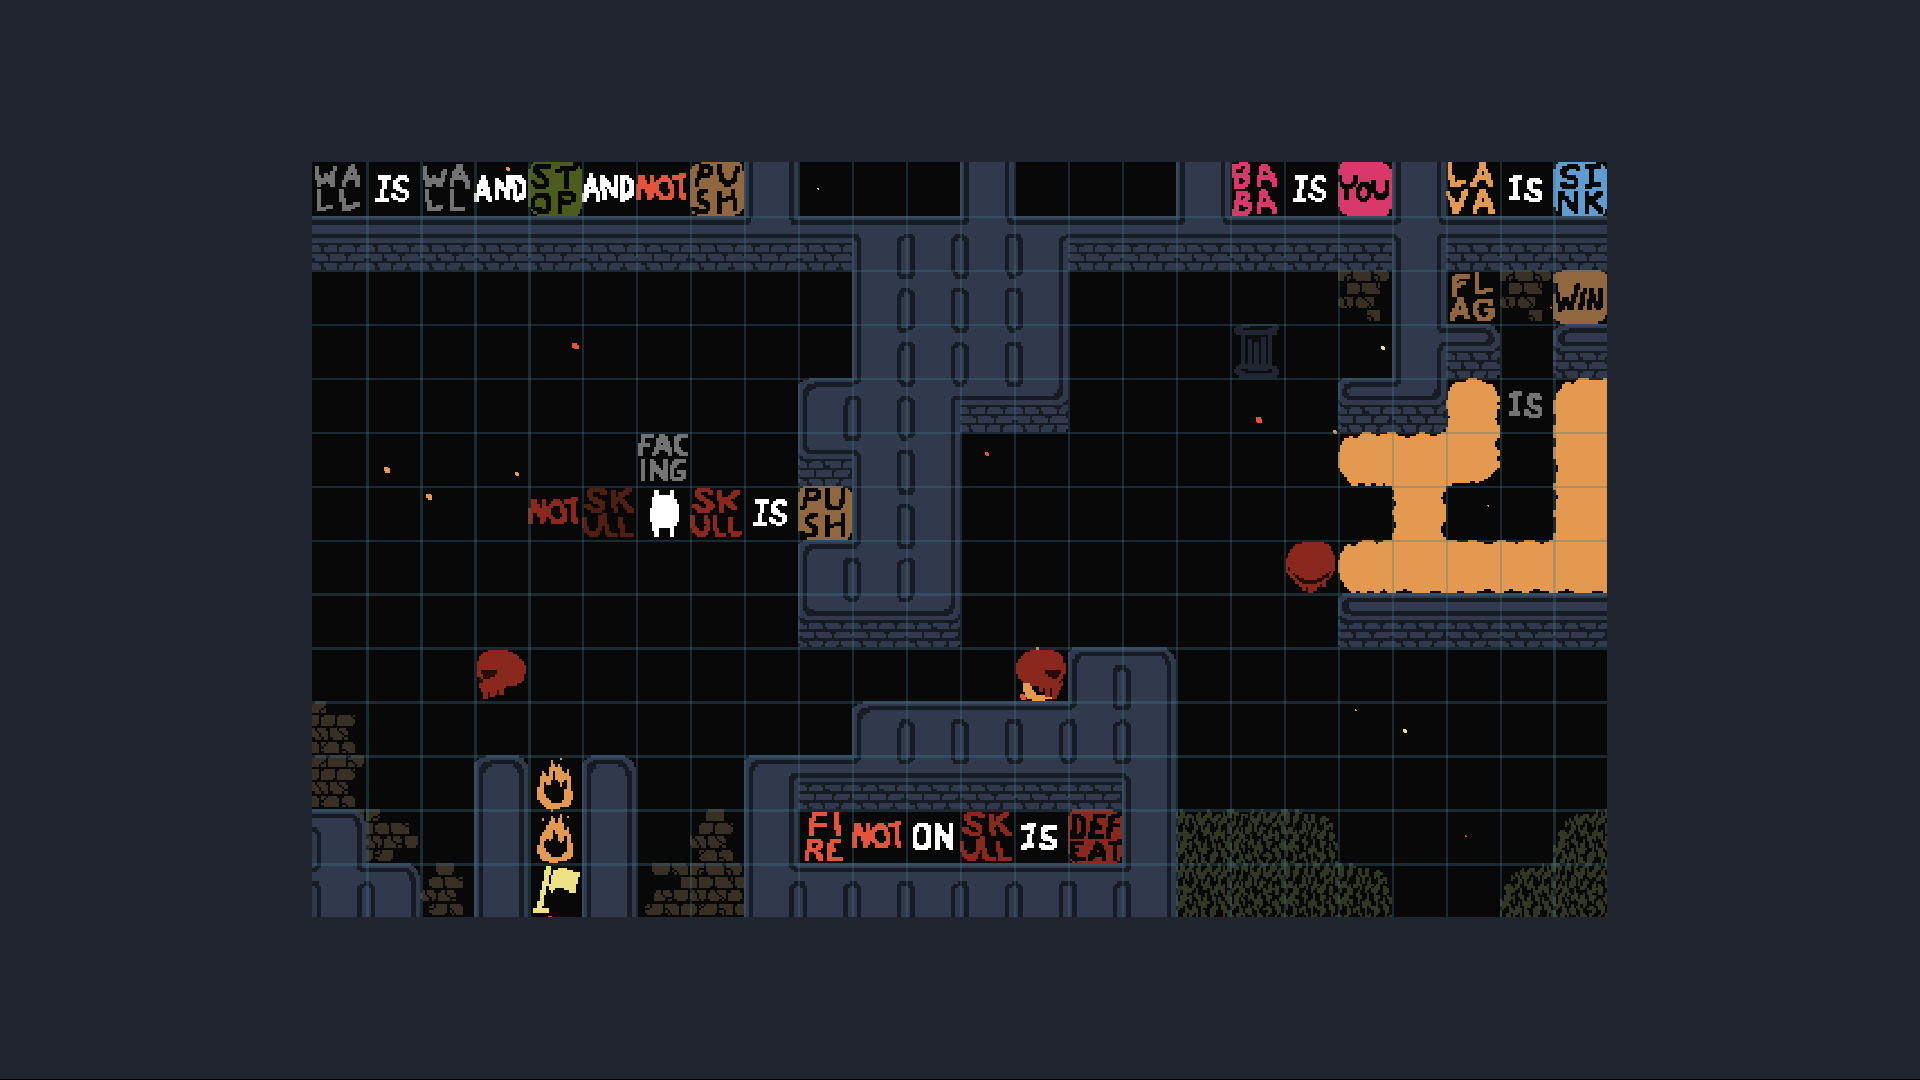 WALL IS WALL AND STOP AND NOT PUSH
BABA IS YOU
LAVA IS SINK
FLAG WIN
IS
FACING
NOT SKULL SKULL IS PUSH
FIRE NOT ON SKULL IS DEFEAT